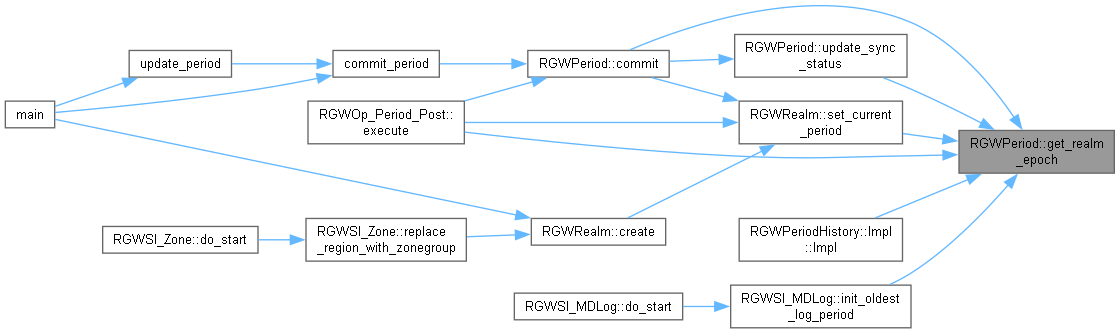 main
update_period
commit_period
RGWPeriod::commit
RGWPeriod::update_sync
_status
RGWOp_Period_Post::
execute
RGWRealm::set_current
_period
RGWPeriod::get_realm
_epoch
RGWSI_Zone::do_start
RGWSI_Zone::replace
_region_with_zonegroup
RGWRealm::create
RGWPeriodHistory::Impl
::Impl
RGWSI_MDLog::do_start
RGWSI_MDLog::init_oldest
_log_period